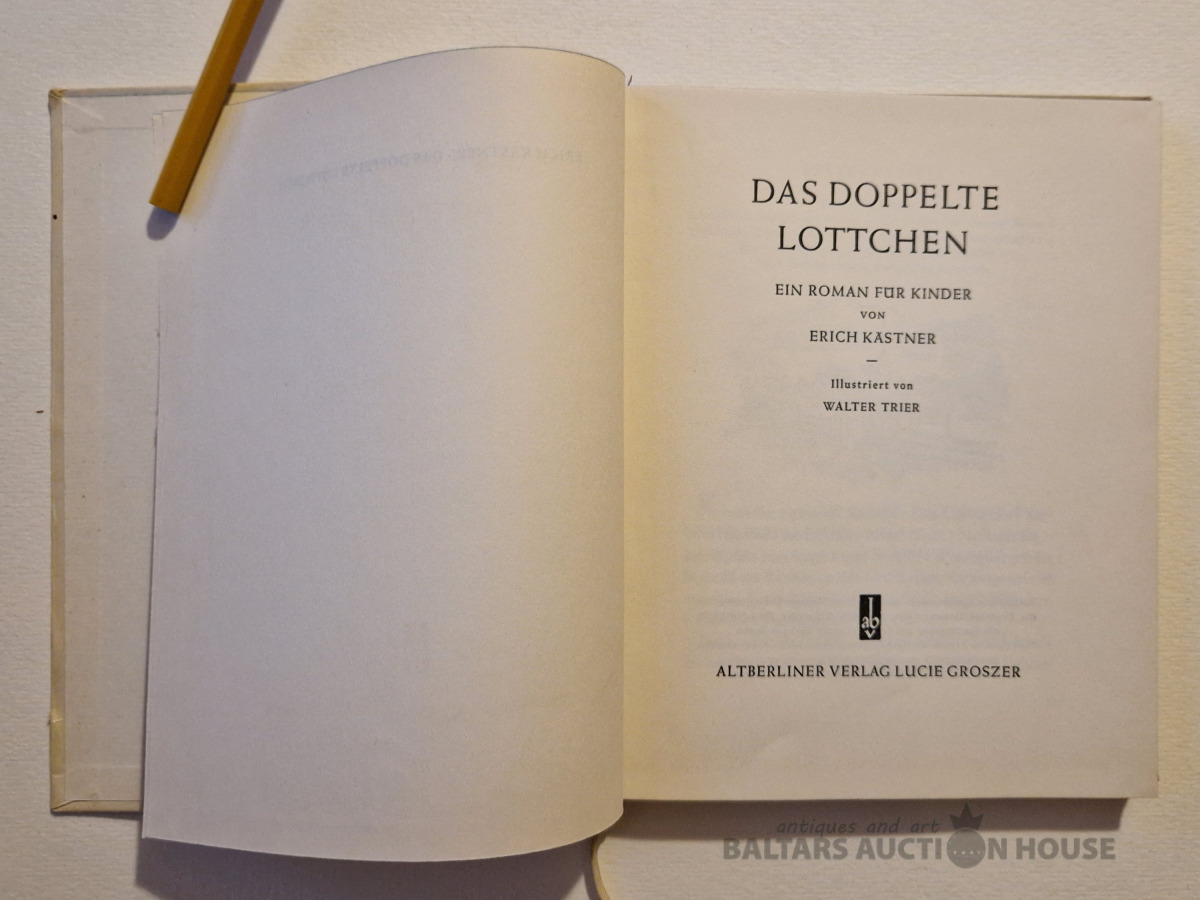 DAS DOPPELTE
LOTTCHEN
EIN ROMAN FÜR KINDER
VON
ERICH KÄSTNER
—
Illustriert von
WALTER TRIER
abv
ALTBERLINER VERLAG LUCIE GROSZER
antiques and art
BALTARS AUCTION HOUSE